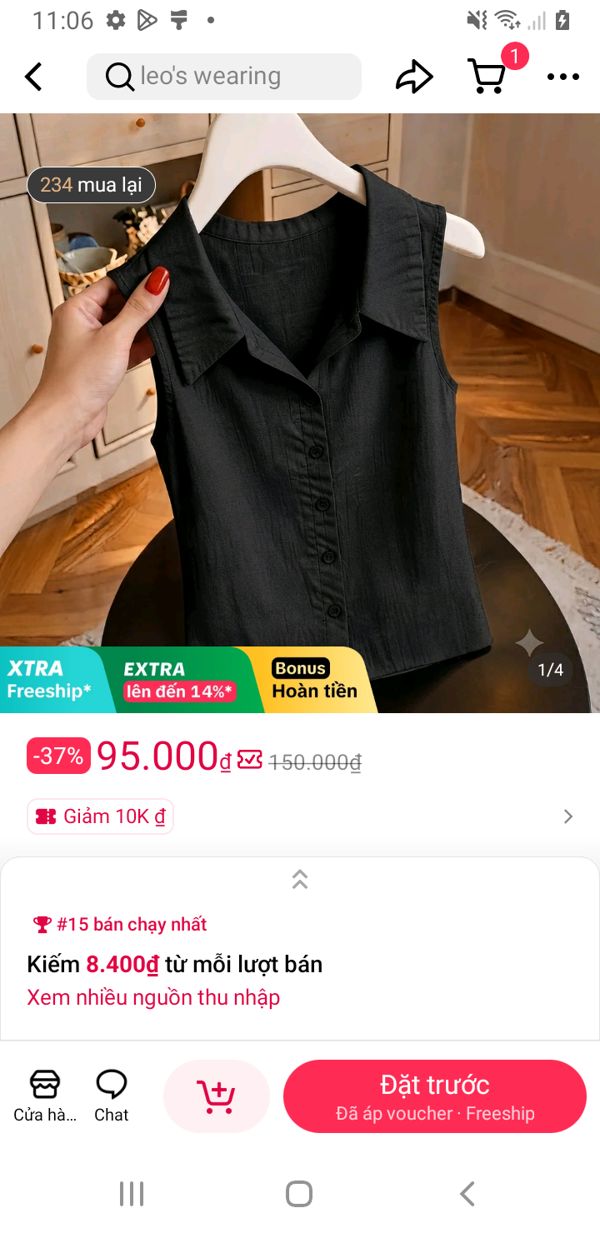 11:06
leo's wearing
1
234 mua lại
XTRA
Freeship*
EXTRA
lên đến 14%*
Bonus
Hoàn tiền
1/4
-37% 95.000₫ 150.000₫
Giảm 10K ₫
#15 bán chạy nhất
Kiếm 8.400₫ từ mỗi lượt bán
Xem nhiều nguồn thu nhập
Cửa hà...
Chat
Đặt trước
Đã áp voucher · Freeship